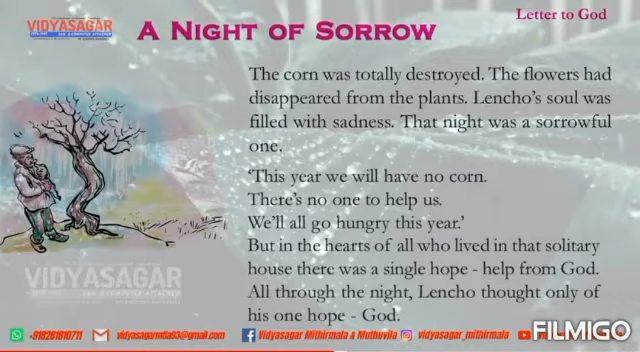 Letter to God
VIDYASAGAR
A Night of Sorrow
The corn was totally destroyed. The flowers had
disappeared from the plants. Lencho's soul was
filled with sadness. That night was a sorrowful
one.
'This year we will have no corn.
There's no one to help us.
We'll all go hungry this year.'
But in the hearts of all who lived in that solitary
house there was a single hope - help from God.
All through the night, Lencho thought only of
his one hope - God.
VIDYASAGAR
vidyasagarmtla93@gmail.com
Vidyasagar Mithirmala & Muthuvila
vidyasagar_mithirmala
FILMIGO